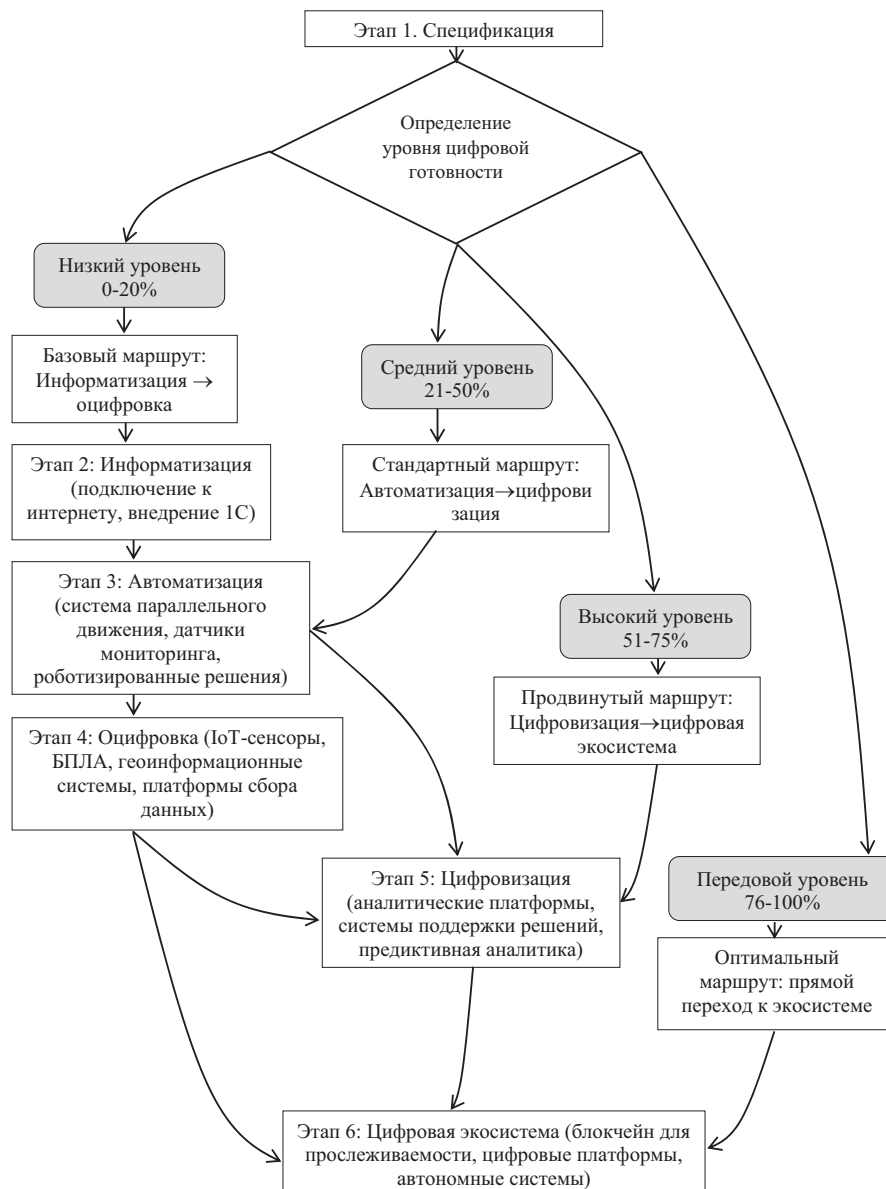 Этап 1. Спецификация
Определение
уровня цифровой
готовности
Низкий уровень
0-20%
Базовый маршрут:
Информатизация →
оцифровка
Средний уровень
21-50%
Этап 2: Информатизация
(подключение к
интернету, внедрение 1С)
Стандартный маршрут:
Автоматизация→цифрови
зация
Этап 3: Автоматизация
(система параллельного
движения, датчики
мониторинга,
роботизированные решения)
Высокий уровень
51-75%
Продвинутый маршрут:
Цифровизация→цифровая
экосистема
Этап 4: Оцифровка (IoT-сенсоры,
БПЛА, геоинформационные
системы, платформы сбора
данных)
Этап 5: Цифровизация
(аналитические платформы,
системы поддержки решений,
предиктивная аналитика)
Передовой уровень
76-100%
Оптимальный
маршрут: прямой
переход к экосистеме
Этап 6: Цифровая экосистема (блокчейн для
прослеживаемости, цифровые платформы,
автономные системы)